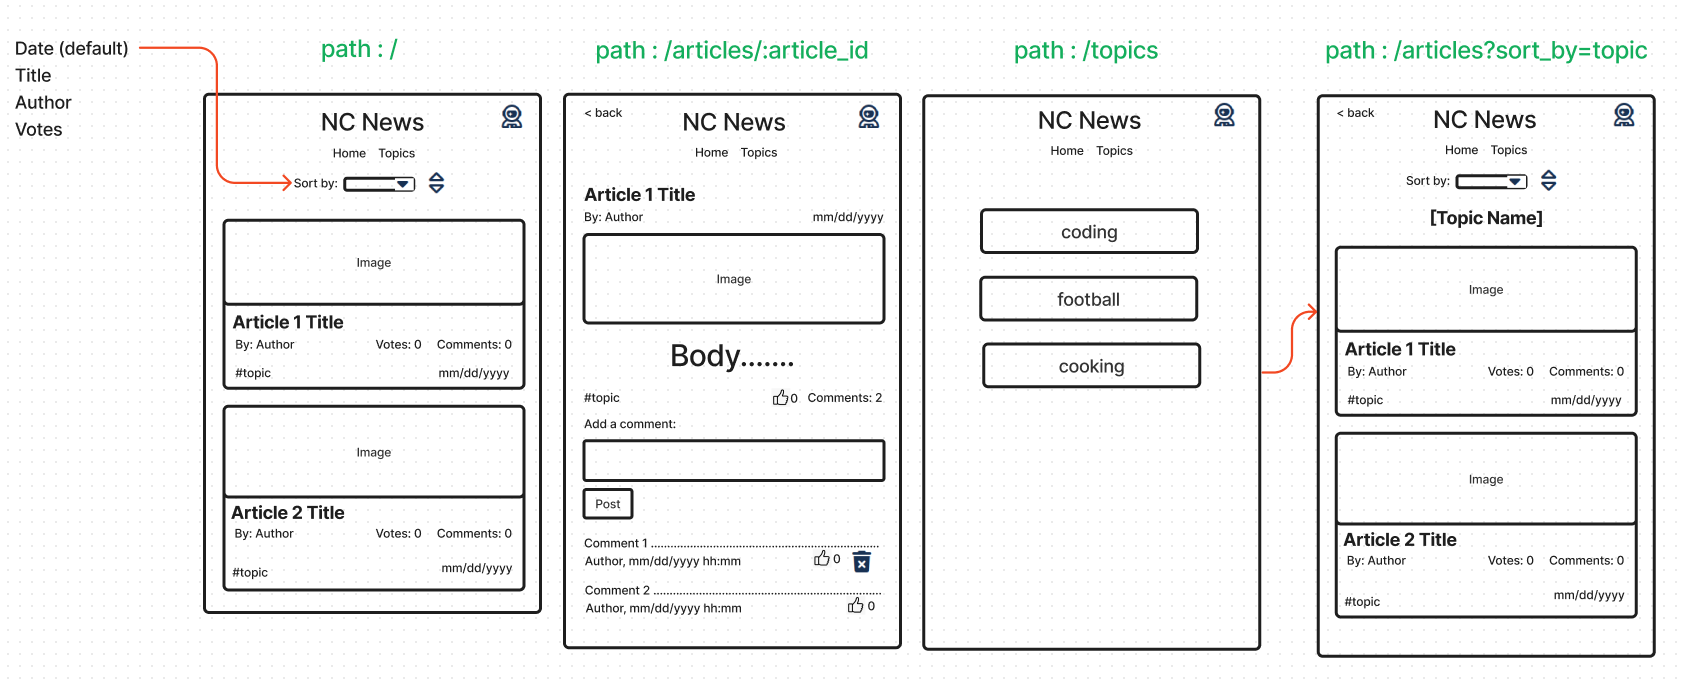 Date (default)
Title
Author
Votes
path : /
NC News
Home Topics
Sort by:
Image
Article 1 Title
By: Author Votes: 0 Comments: 0
#topic mm/dd/yyyy
Image
Article 2 Title
By: Author Votes: 0 Comments: 0
#topic mm/dd/yyyy
path : /articles/:article_id
< back
NC News
Home Topics
Article 1 Title
By: Author mm/dd/yyyy
Image
Body.......
#topic 0 Comments: 2
Add a comment:
Post
Comment 1 ................................................................................
Author, mm/dd/yyyy hh:mm 0
Comment 2 ................................................................................
Author, mm/dd/yyyy hh:mm 0
path : /topics
NC News
Home Topics
coding
football
cooking
path : /articles?sort_by=topic
< back
NC News
Home Topics
Sort by:
[Topic Name]
Image
Article 1 Title
By: Author Votes: 0 Comments: 0
#topic mm/dd/yyyy
Image
Article 2 Title
By: Author Votes: 0 Comments: 0
#topic mm/dd/yyyy